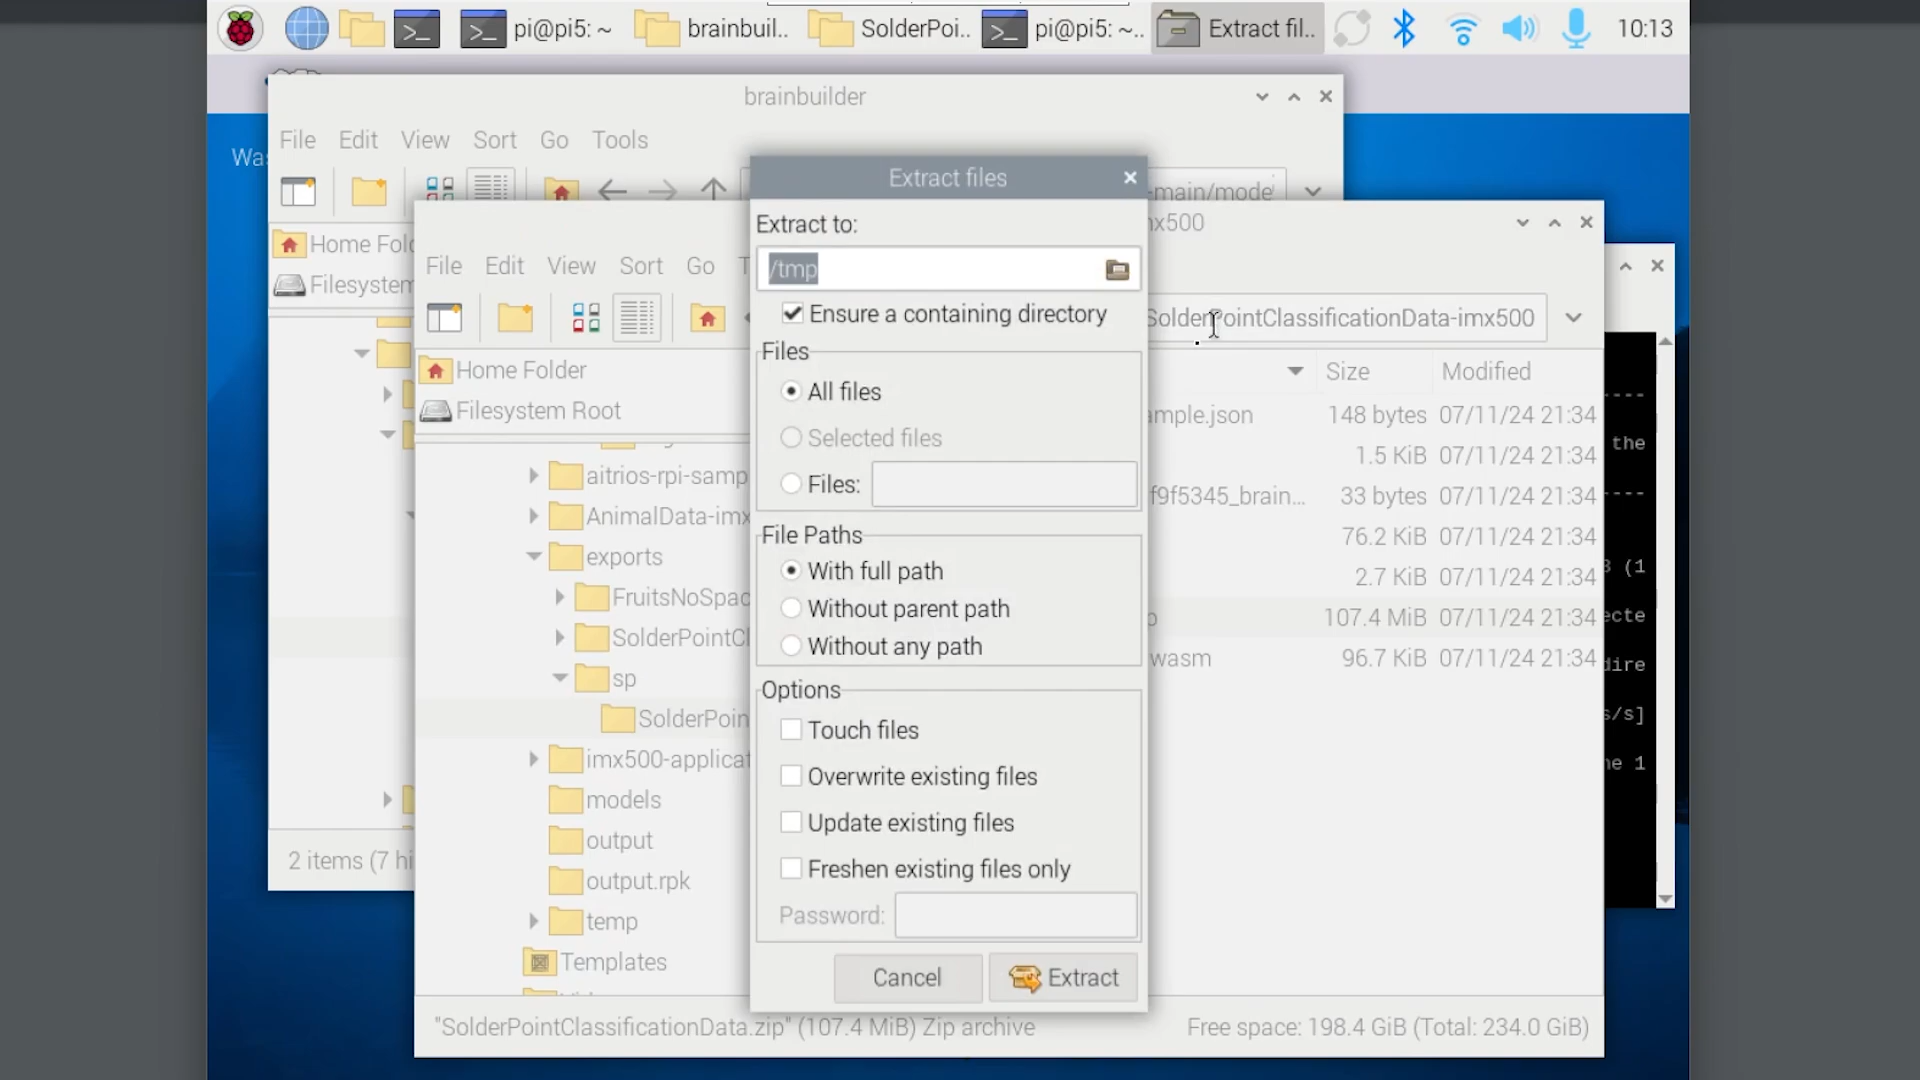 pi@pi5: ~
brainbuil..
SolderPoi..
pi@pi5: ~..
Extract fil..
10:13
brainbuilder
File Edit View Sort Go Tools
-main/mode
Home Fol
Filesystem
2 items (7 hi
mx500
File Edit View Sort Go T
SolderPointClassificationData-imx500
Home Folder
Filesystem Root
aitrios-rpi-samp
AnimalData-imx
exports
FruitsNoSpac
SolderPointCl
sp
SolderPoin
imx500-applicat
models
output
output.rpk
temp
Templates
Size Modified
ample.json 148 bytes 07/11/24 21:34
1.5 KiB 07/11/24 21:34
f9f5345_brain... 33 bytes 07/11/24 21:34
76.2 KiB 07/11/24 21:34
2.7 KiB 07/11/24 21:34
107.4 MiB 07/11/24 21:34
wasm 96.7 KiB 07/11/24 21:34
"SolderPointClassificationData.zip" (107.4 MiB) Zip archive
Free space: 198.4 GiB (Total: 234.0 GiB)
Extract files
Extract to:
/tmp
Ensure a containing directory
Files
All files
Selected files
Files:
File Paths
With full path
Without parent path
Without any path
Options
Touch files
Overwrite existing files
Update existing files
Freshen existing files only
Password:
Cancel
Extract
----
the
----
(1
ecte
dire
s/s]
he 1